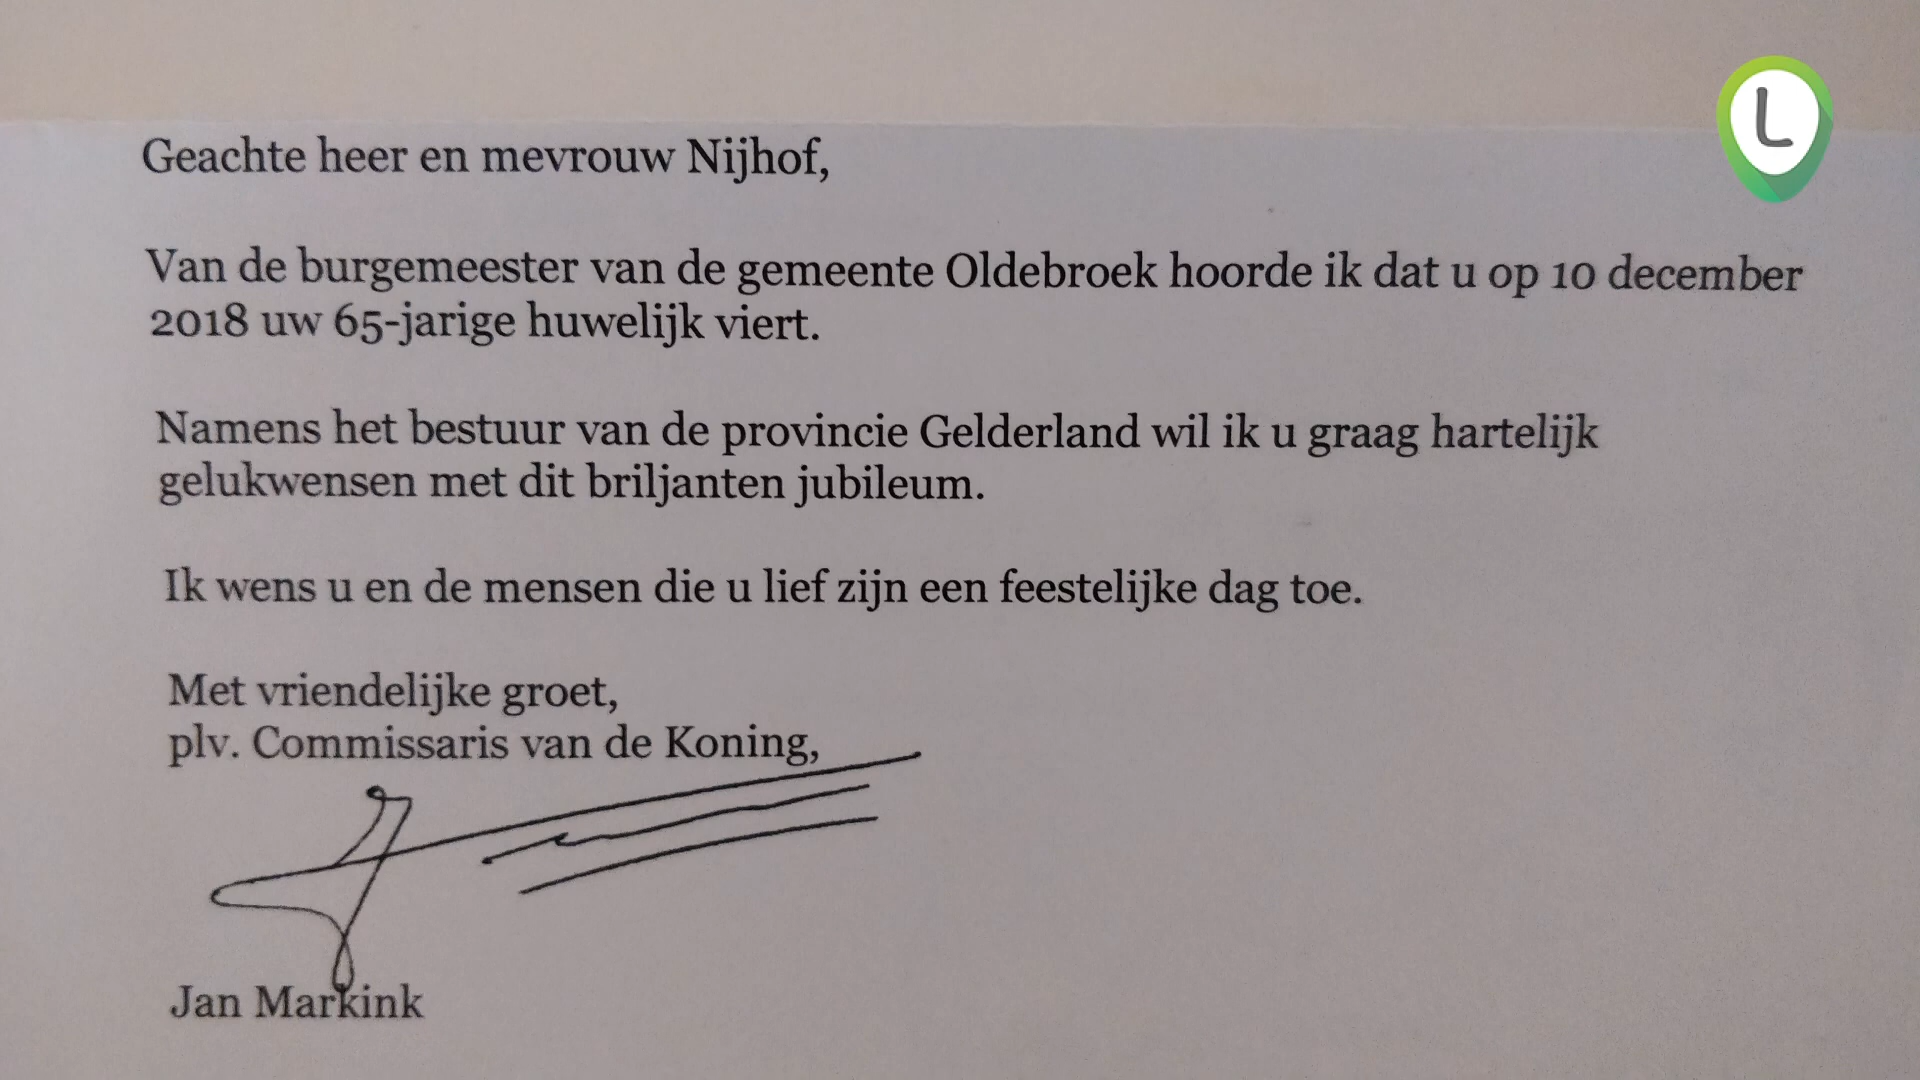 L
Geachte heer en mevrouw Nijhof,
Van de burgemeester van de gemeente Oldebroek hoorde ik dat u op 10 december
2018 uw 65-jarige huwelijk viert.
Namens het bestuur van de provincie Gelderland wil ik u graag hartelijk
gelukwensen met dit briljanten jubileum.
Ik wens u en de mensen die u lief zijn een feestelijke dag toe.
Met vriendelijke groet,
plv. Commissaris van de Koning,
Jan Markink